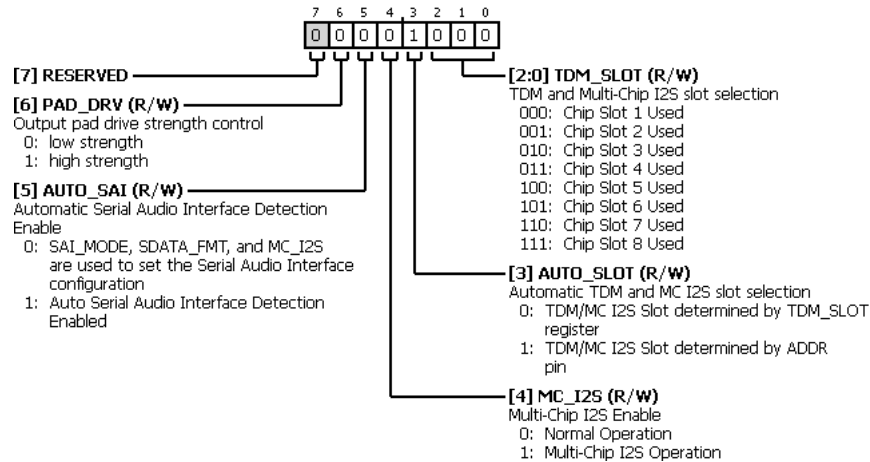 7 6 5 4 3 2 1 0
0 0 0 0 1 0 0 0
[7] RESERVED
[6] PAD_DRV (R/W)
Output pad drive strength control
0: low strength
1: high strength
[5] AUTO_SAI (R/W)
Automatic Serial Audio Interface Detection
Enable
0: SAI_MODE, SDATA_FMT, and MC_I2S
are used to set the Serial Audio Interface
configuration
1: Auto Serial Audio Interface Detection
Enabled
[2:0] TDM_SLOT (R/W)
TDM and Multi-Chip I2S slot selection
000: Chip Slot 1 Used
001: Chip Slot 2 Used
010: Chip Slot 3 Used
011: Chip Slot 4 Used
100: Chip Slot 5 Used
101: Chip Slot 6 Used
110: Chip Slot 7 Used
111: Chip Slot 8 Used
[3] AUTO_SLOT (R/W)
Automatic TDM and MC I2S slot selection
0: TDM/MC I2S Slot determined by TDM_SLOT
register
1: TDM/MC I2S Slot determined by ADDR
pin
[4] MC_I2S (R/W)
Multi-Chip I2S Enable
0: Normal Operation
1: Multi-Chip I2S Operation